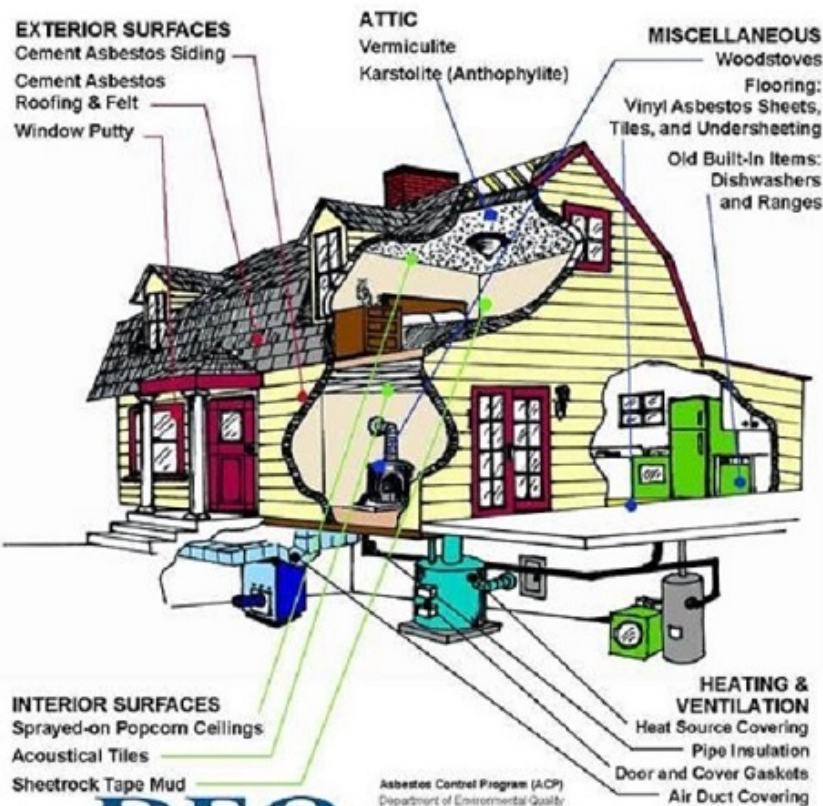 EXTERIOR SURFACES
Cement Asbestos Siding
Cement Asbestos
Roofing & Felt
Window Putty
ATTIC
Vermiculite
Karstolite (Anthophylite)
MISCELLANEOUS
Woodstoves
Flooring:
Vinyl Asbestos Sheets,
Tiles, and Undersheeting
Old Built-In Items:
Dishwashers
and Ranges
INTERIOR SURFACES
Sprayed-on Popcorn Ceilings
Acoustical Tiles
Sheetrock Tape Mud
HEATING &
VENTILATION
Heat Source Covering
Pipe Insulation
Door and Cover Gaskets
Air Duct Covering
Asbestos Control Program (ACP)
Department of Environmental Quality